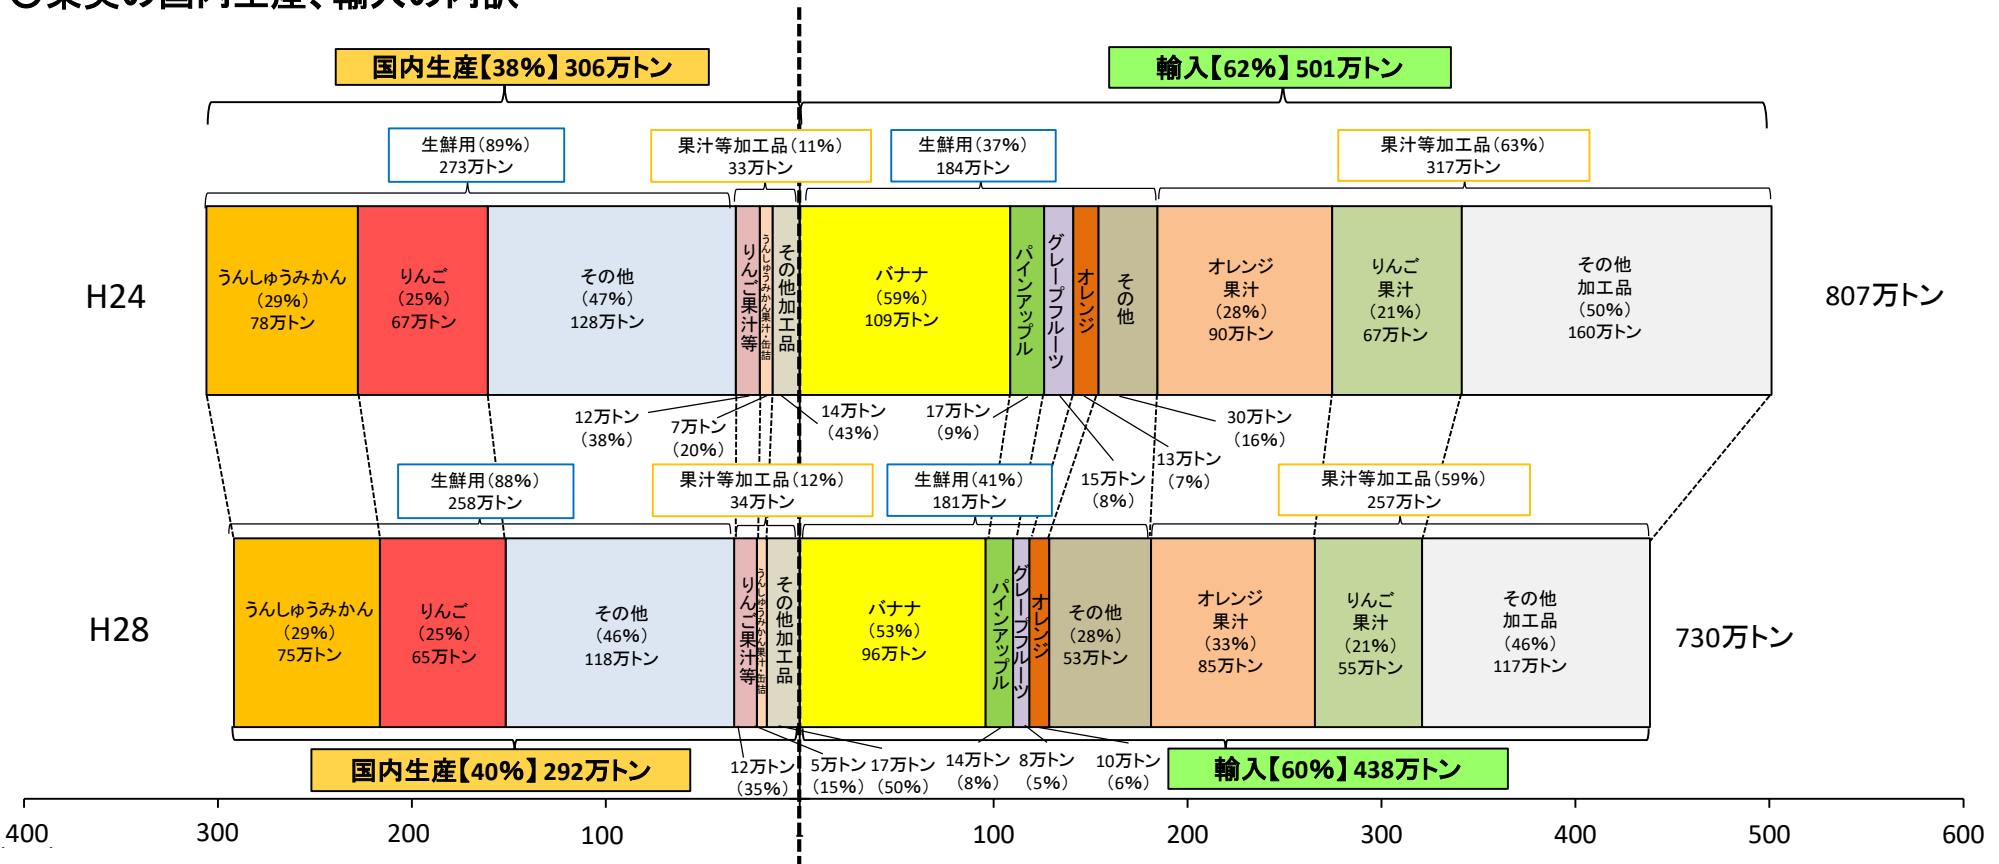 〇果実の国内生産、輸入の内訳
国内生産【38%】306万トン
輸入【62%】501万トン
生鮮用(89%)
273万トン
果汁等加工品(11%)
33万トン
生鮮用(37%)
184万トン
果汁等加工品(63%)
317万トン
H24
うんしゅうみかん
(29%)
78万トン
りんご
(25%)
67万トン
その他
(47%)
128万トン
りんご果汁等
うんしゅうみかん果汁・缶詰
その他加工品
バナナ
(59%)
109万トン
パインアップル
グレープフルーツ
オレンジ
その他
オレンジ
果汁
(28%)
90万トン
りんご
果汁
(21%)
67万トン
その他
加工品
(50%)
160万トン
807万トン
12万トン
(38%)
7万トン
(20%)
14万トン
(43%)
17万トン
(9%)
15万トン
(8%)
13万トン
(7%)
30万トン
(16%)
生鮮用(88%)
258万トン
果汁等加工品(12%)
34万トン
生鮮用(41%)
181万トン
果汁等加工品(59%)
257万トン
H28
うんしゅうみかん
(29%)
75万トン
りんご
(25%)
65万トン
その他
(46%)
118万トン
りんご果汁等
うんしゅうみかん果汁・缶詰
その他加工品
バナナ
(53%)
96万トン
パインアップル
グレープフルーツ
オレンジ
その他
(28%)
53万トン
オレンジ
果汁
(33%)
85万トン
りんご
果汁
(21%)
55万トン
その他
加工品
(46%)
117万トン
730万トン
国内生産【40%】292万トン
12万トン
(35%)
5万トン
(15%)
17万トン
(50%)
14万トン
(8%)
8万トン
(5%)
10万トン
(6%)
輸入【60%】438万トン
400 300 200 100 100 200 300 400 500 600